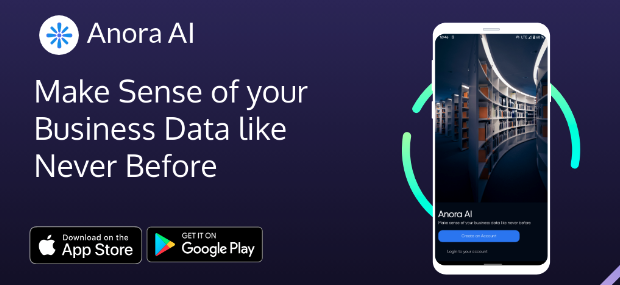 Anora AI
Make Sense of your
Business Data like
Never Before
Download on the
App Store
GET IT ON
Google Play
Anora AI
Make sense of your business data like never before.
Create an Account
Login to your account